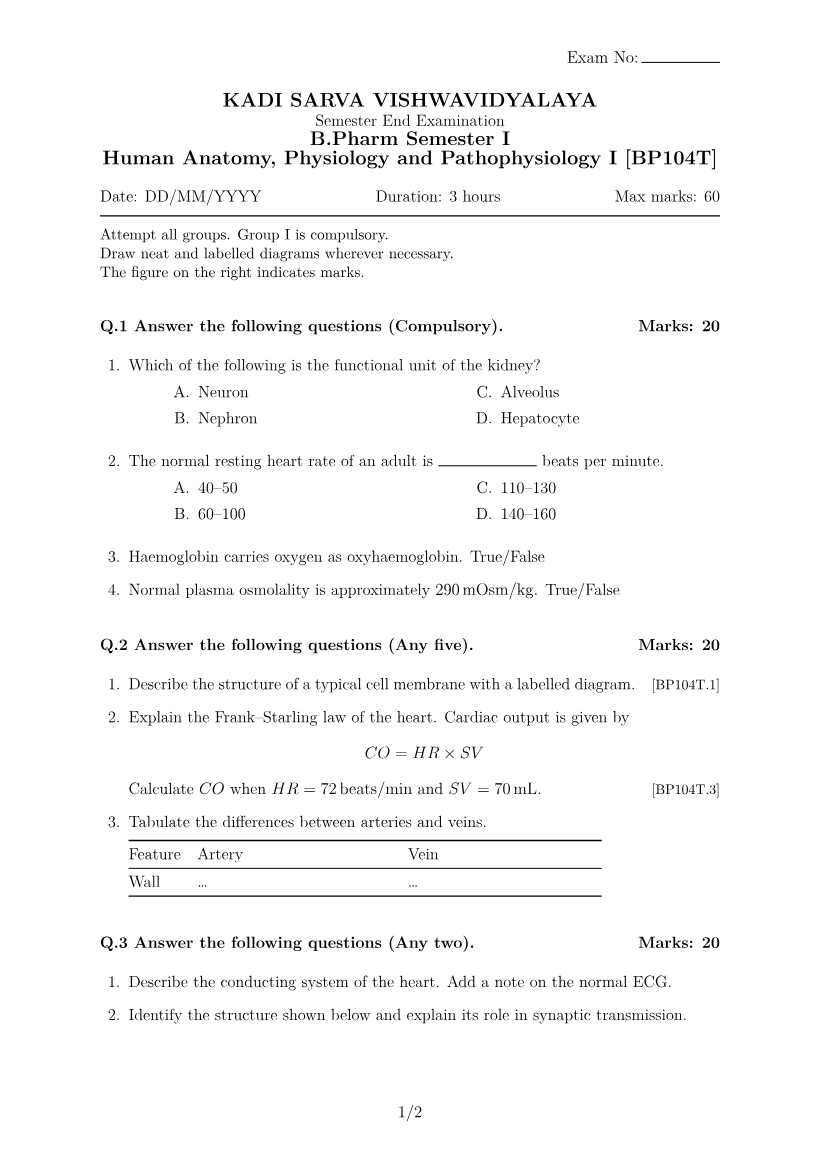 Exam No:
KADI SARVA VISHWAVIDYALAYA
Semester End Examination
B.Pharm Semester I
Human Anatomy, Physiology and Pathophysiology I [BP104T]
Date: DD/MM/YYYY Duration: 3 hours Max marks: 60
Attempt all groups. Group I is compulsory.
Draw neat and labelled diagrams wherever necessary.
The figure on the right indicates marks.
Q.1 Answer the following questions (Compulsory). Marks: 20
1. Which of the following is the functional unit of the kidney?
A. Neuron C. Alveolus
B. Nephron D. Hepatocyte
2. The normal resting heart rate of an adult is __________ beats per minute.
A. 40–50 C. 110–130
B. 60–100 D. 140–160
3. Haemoglobin carries oxygen as oxyhaemoglobin. True/False
4. Normal plasma osmolality is approximately 290 mOsm/kg. True/False
Q.2 Answer the following questions (Any five). Marks: 20
1. Describe the structure of a typical cell membrane with a labelled diagram. [BP104T.1]
2. Explain the Frank–Starling law of the heart. Cardiac output is given by
CO = HR × SV
Calculate CO when HR = 72 beats/min and SV = 70 mL. [BP104T.3]
3. Tabulate the differences between arteries and veins.
Feature Artery Vein
Wall ... ...
Q.3 Answer the following questions (Any two). Marks: 20
1. Describe the conducting system of the heart. Add a note on the normal ECG.
2. Identify the structure shown below and explain its role in synaptic transmission.
1/2